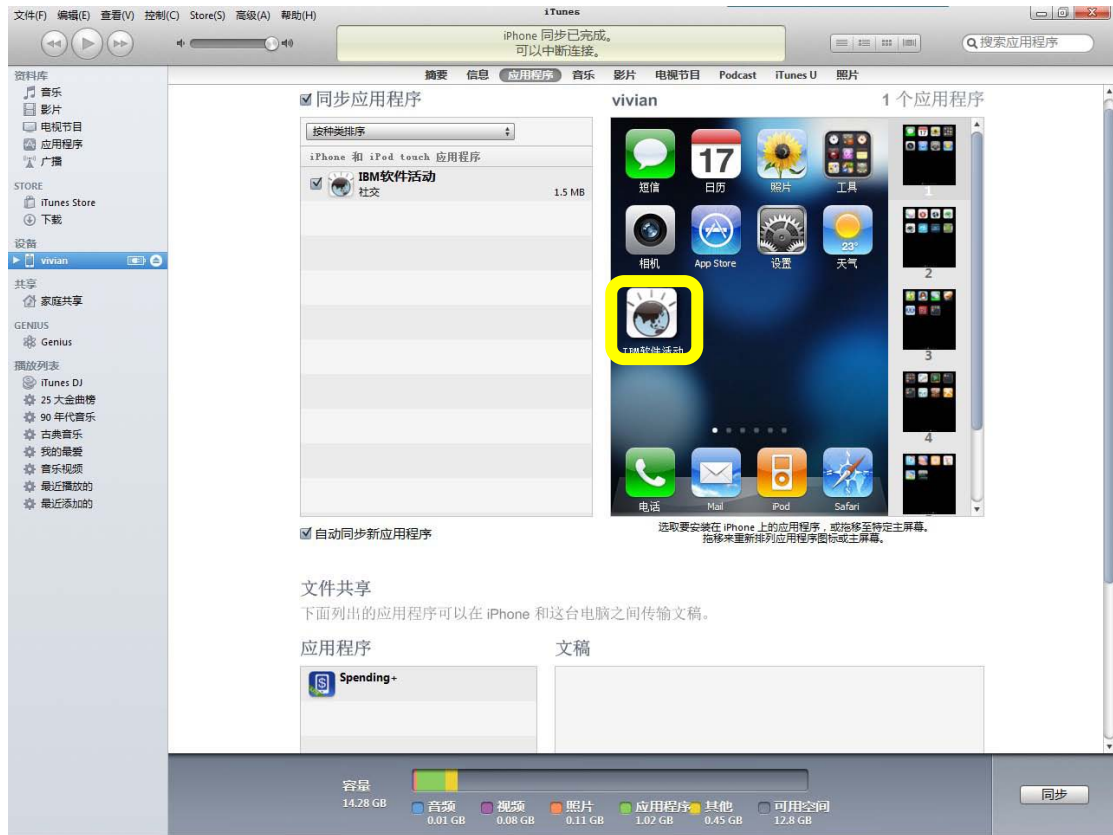 iTunes
文件(F) 编辑(E) 查看(V) 控制(C) Store(S) 高级(A) 帮助(H)
iPhone 同步已完成。
可以中断连接。
搜索应用程序
资料库
音乐
影片
电视节目
应用程序
广播
STORE
iTunes Store
下载
设备
vivian
共享
家庭共享
GENIUS
Genius
播放列表
iTunes DJ
25 大金曲榜
90 年代音乐
古典音乐
我的最爱
音乐视频
最近播放的
最近添加的
摘要 信息 应用程序 音乐 影片 电视节目 Podcast iTunes U 照片
同步应用程序
按种类排序
iPhone 和 iPod touch 应用程序
IBM软件活动
社交 1.5 MB
自动同步新应用程序
vivian 1 个应用程序
17
短信 日历 照片 工具
23°
相机 App Store 设置 天气
IBM软件活动
电话 Mail iPod Safari
1
2
3
4
选取要安装在 iPhone 上的应用程序，或拖移至特定主屏幕。
拖移来重新排列应用程序图标或主屏幕。
文件共享
下面列出的应用程序可以在 iPhone 和这台电脑之间传输文稿。
应用程序 文稿
Spending+
容量
14.28 GB
音频 视频 照片 应用程序 其他 可用空间
0.01 GB 0.08 GB 0.11 GB 1.02 GB 0.45 GB 12.8 GB
同步